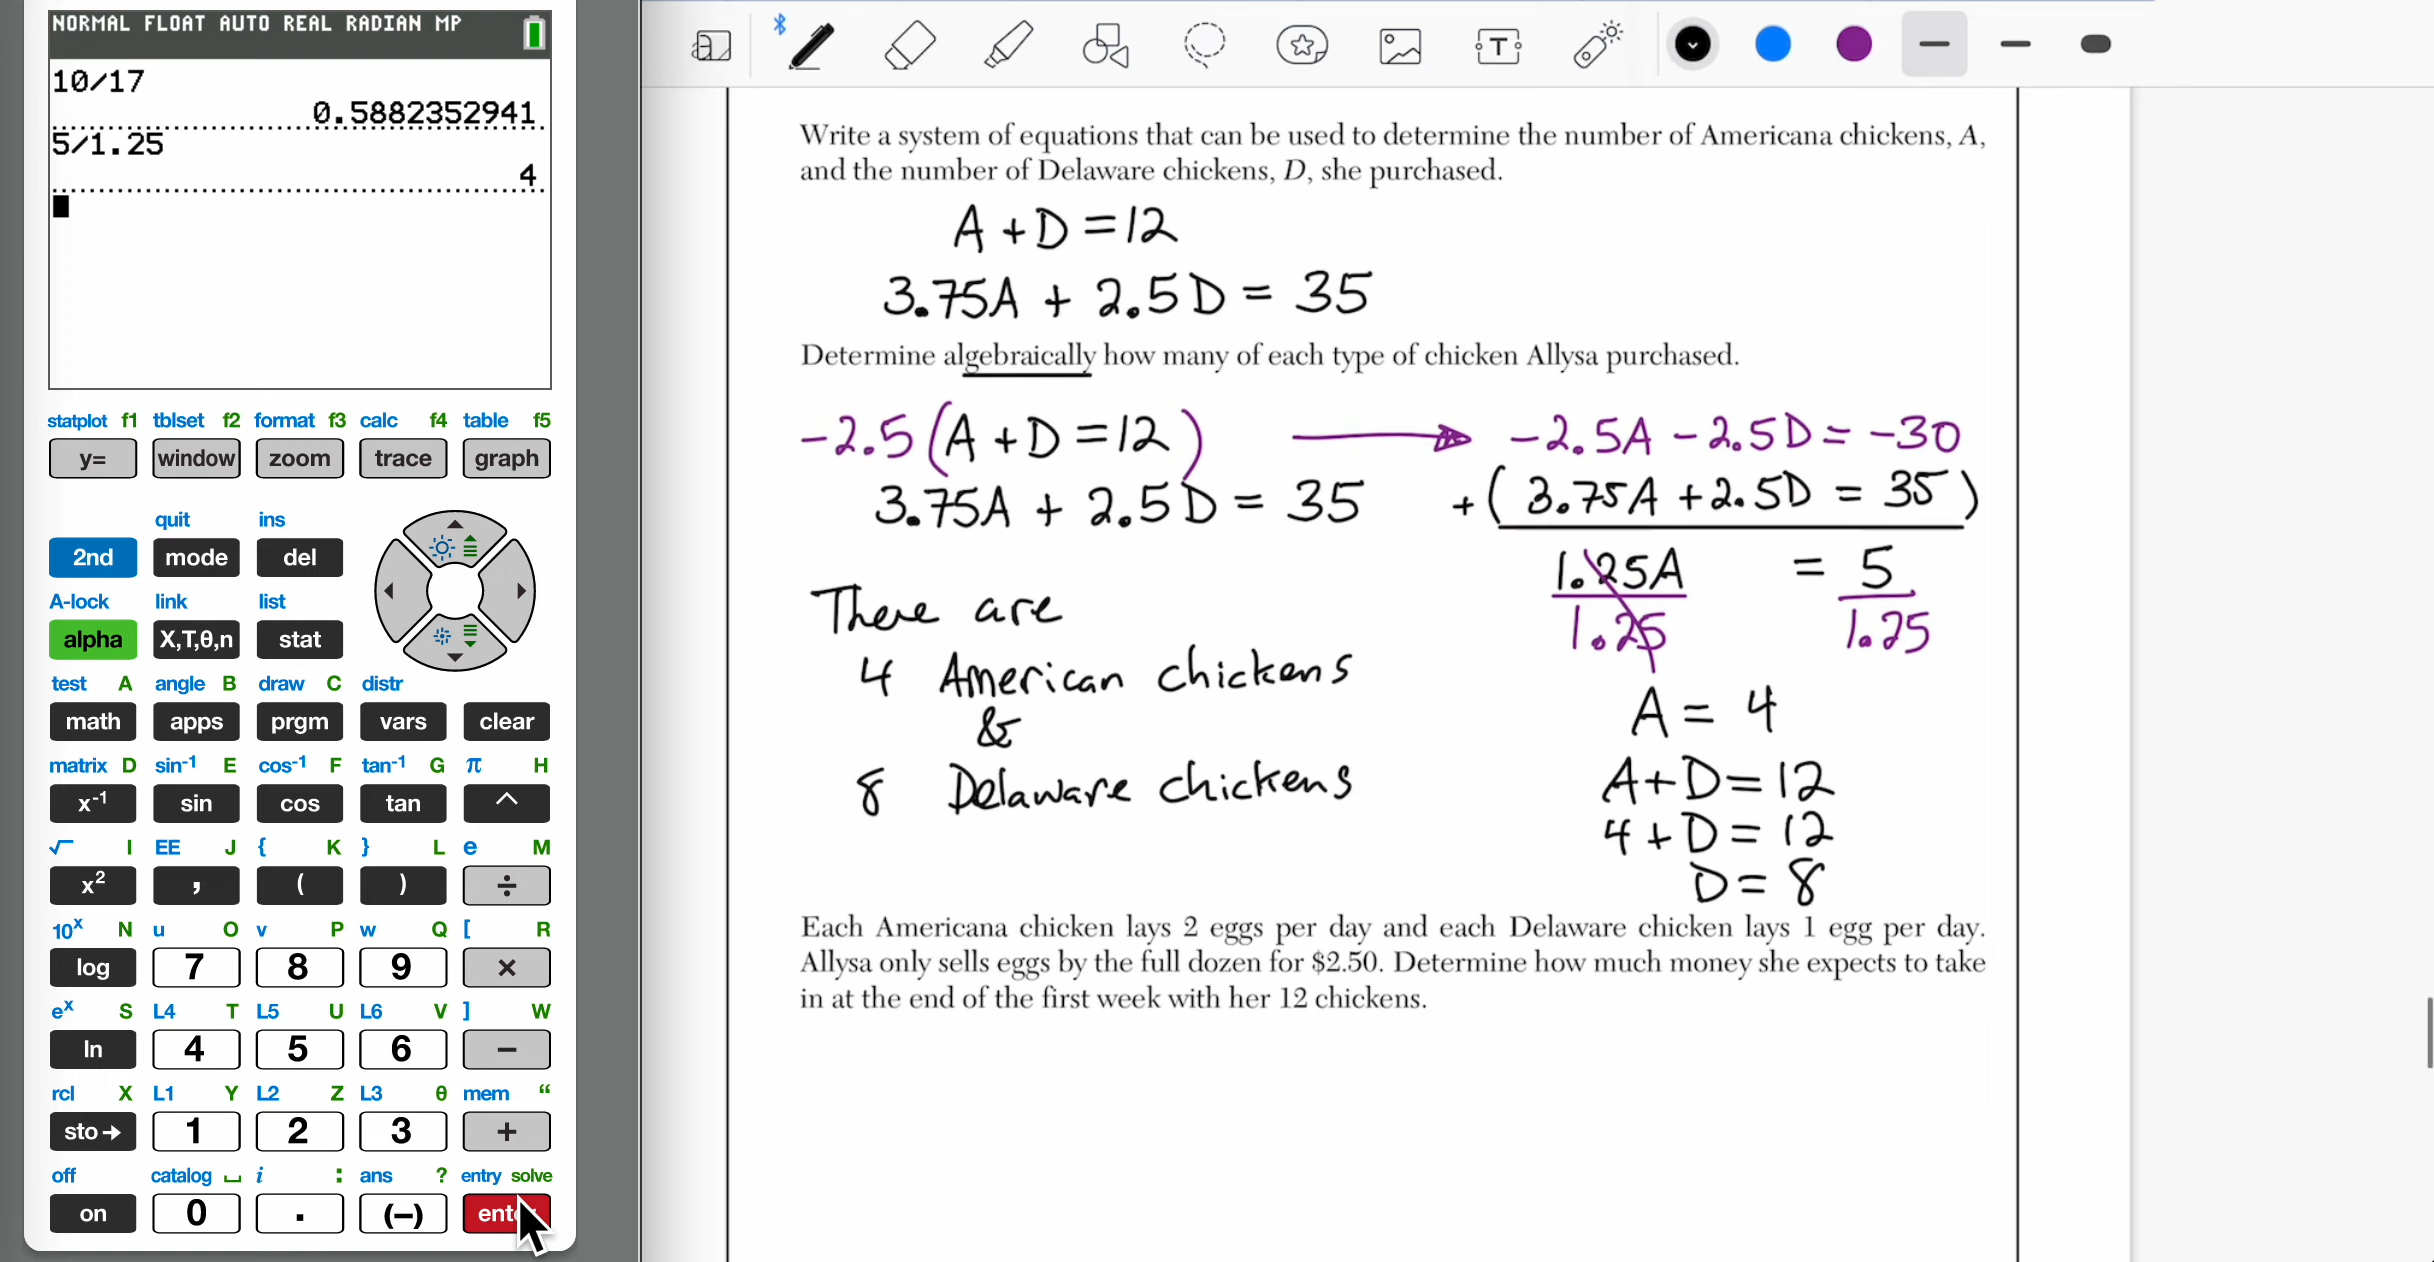 NORMAL FLOAT AUTO REAL RADIAN MP
10/17
0.5882352941
5/1.25
4
statplot f1 tblset f2 format f3 calc f4 table f5
y= window zoom trace graph
quit ins
2nd mode del
A-lock link list
alpha X,T,θ,n stat
test A angle B draw C distr
math apps prgm vars clear
matrix D sin-1 E cos-1 F tan-1 G π H
x-1 sin cos tan ^
√ I EE J { K } L e M
x2 , ( ) ÷
10x N u O v P w Q [ R
log 7 8 9 ×
ex S L4 T L5 U L6 V ] W
ln 4 5 6 −
rcl X L1 Y L2 Z L3 θ mem "
sto→ 1 2 3 +
off catalog ⎵ i : ans ? entry solve
on 0 . (−) ente
T
Write a system of equations that can be used to determine the number of Americana chickens, A,
and the number of Delaware chickens, D, she purchased.
A + D = 12
3.75A + 2.5D = 35
Determine algebraically how many of each type of chicken Allysa purchased.
-2.5(A + D = 12) → -2.5A - 2.5D = -30
3.75A + 2.5D = 35 +( 3.75A + 2.5D = 35 )
1.25A = 5
1.25 1.25
There are
4 American chickens
&
8 Delaware chickens
A = 4
A + D = 12
4 + D = 12
D = 8
Each Americana chicken lays 2 eggs per day and each Delaware chicken lays 1 egg per day.
Allysa only sells eggs by the full dozen for $2.50. Determine how much money she expects to take
in at the end of the first week with her 12 chickens.